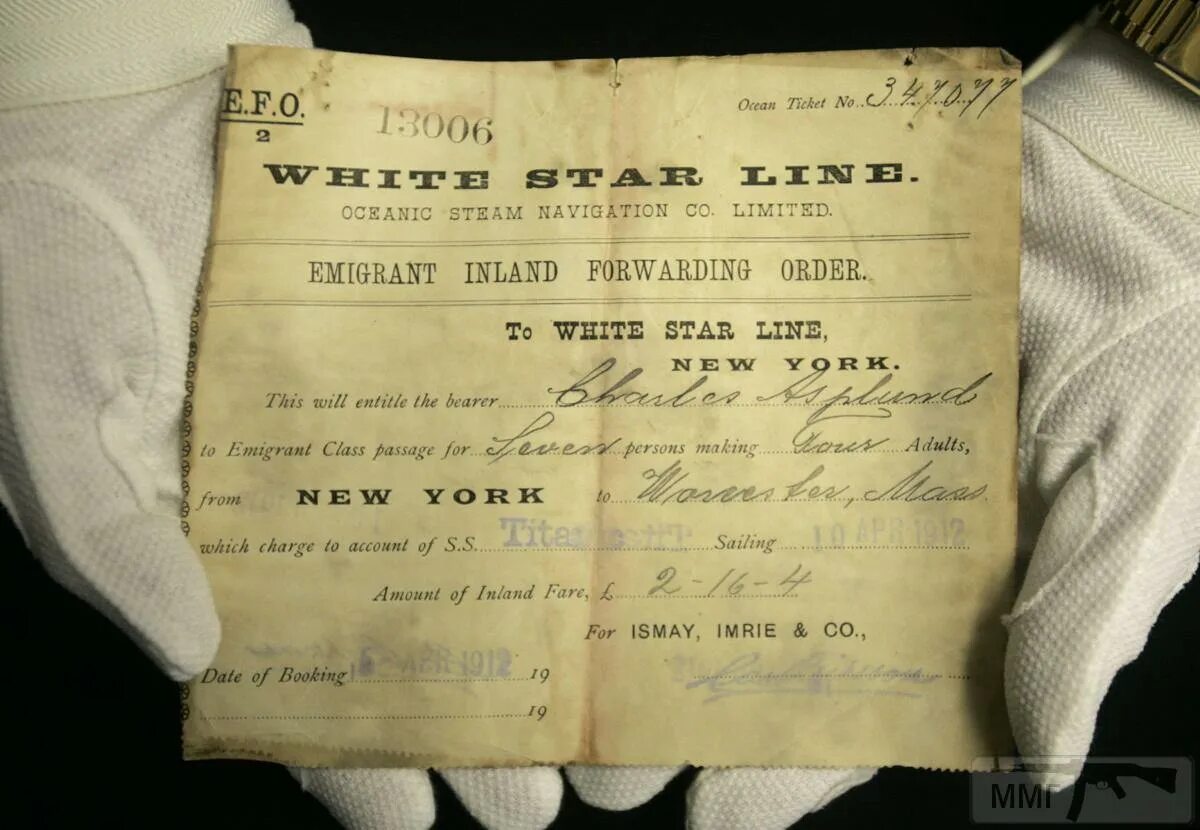 E.F.O.
2
13006
Ocean Ticket No. 347077
WHITE STAR LINE.
OCEANIC STEAM NAVIGATION CO. LIMITED.
EMIGRANT INLAND FORWARDING ORDER.
To WHITE STAR LINE,
NEW YORK.
This will entitle the bearer Charles Asplund
to Emigrant Class passage for Seven persons making Four Adults,
from NEW YORK to Worcester, Mass.
which charge to account of S.S. Titanic Sailing 10 APR 1912
Amount of Inland Fare, £ 2-16-4
For ISMAY, IMRIE & CO.,
Date of Booking APR 1912 19
19
ММГ